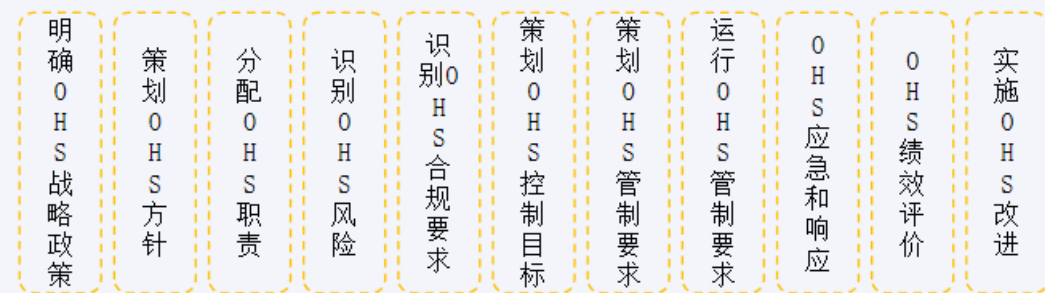 明确OHS战略政策
策划OHS方针
分配OHS职责
识别OHS风险
识别OHS合规要求
策划OHS控制目标
策划OHS管制要求
运行OHS管制要求
OHS应急和响应
OHS绩效评价
实施OHS改进